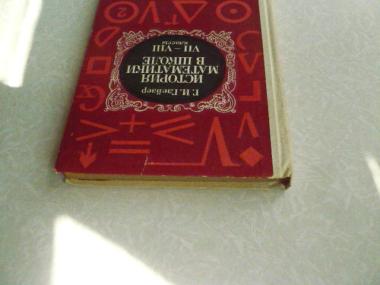 Г. И. Глейзер
ИСТОРИЯ
МАТЕМАТИКИ
В ШКОЛЕ
VII – VIII
КЛАССЫ